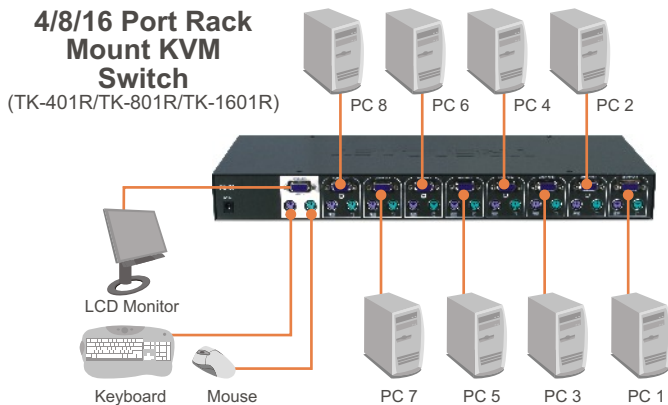 4/8/16 Port Rack
Mount KVM
Switch
(TK-401R/TK-801R/TK-1601R)
PC 8
PC 6
PC 4
PC 2
LCD Monitor
Keyboard
Mouse
PC 7
PC 5
PC 3
PC 1